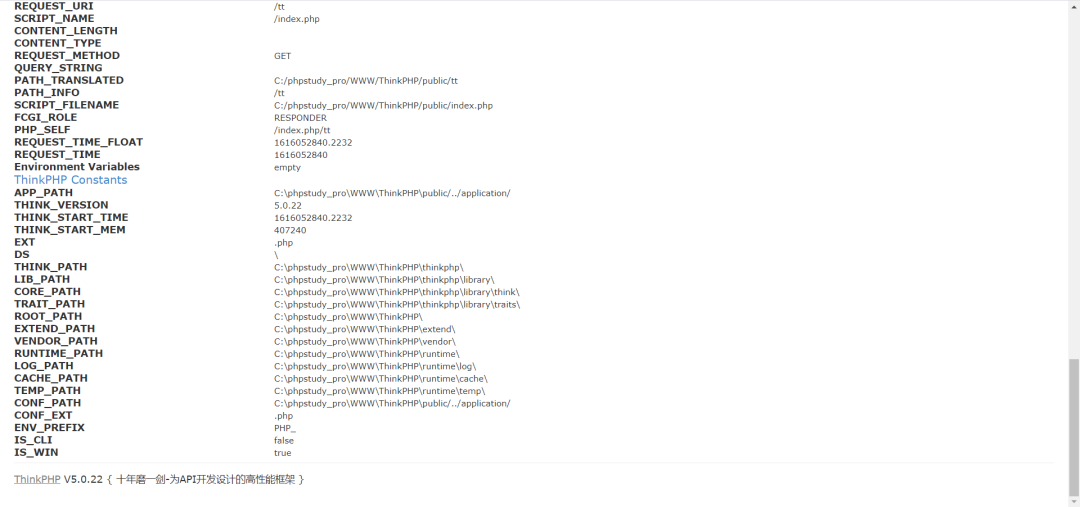 REQUEST_URI /tt
SCRIPT_NAME /index.php
CONTENT_LENGTH
CONTENT_TYPE
REQUEST_METHOD GET
QUERY_STRING
PATH_TRANSLATED C:/phpstudy_pro/WWW/ThinkPHP/public/tt
PATH_INFO /tt
SCRIPT_FILENAME C:/phpstudy_pro/WWW/ThinkPHP/public/index.php
FCGI_ROLE RESPONDER
PHP_SELF /index.php/tt
REQUEST_TIME_FLOAT 1616052840.2232
REQUEST_TIME 1616052840
Environment Variables empty
ThinkPHP Constants
APP_PATH C:\phpstudy_pro\WWW\ThinkPHP\public/../application/
THINK_VERSION 5.0.22
THINK_START_TIME 1616052840.2232
THINK_START_MEM 407240
EXT .php
DS \
THINK_PATH C:\phpstudy_pro\WWW\ThinkPHP\thinkphp\
LIB_PATH C:\phpstudy_pro\WWW\ThinkPHP\thinkphp\library\
CORE_PATH C:\phpstudy_pro\WWW\ThinkPHP\thinkphp\library\think\
TRAIT_PATH C:\phpstudy_pro\WWW\ThinkPHP\thinkphp\library\traits\
ROOT_PATH C:\phpstudy_pro\WWW\ThinkPHP\
EXTEND_PATH C:\phpstudy_pro\WWW\ThinkPHP\extend\
VENDOR_PATH C:\phpstudy_pro\WWW\ThinkPHP\vendor\
RUNTIME_PATH C:\phpstudy_pro\WWW\ThinkPHP\runtime\
LOG_PATH C:\phpstudy_pro\WWW\ThinkPHP\runtime\log\
CACHE_PATH C:\phpstudy_pro\WWW\ThinkPHP\runtime\cache\
TEMP_PATH C:\phpstudy_pro\WWW\ThinkPHP\runtime\temp\
CONF_PATH C:\phpstudy_pro\WWW\ThinkPHP\public/../application/
CONF_EXT .php
ENV_PREFIX PHP_
IS_CLI false
IS_WIN true
ThinkPHP V5.0.22 { 十年磨一剑-为API开发设计的高性能框架 }